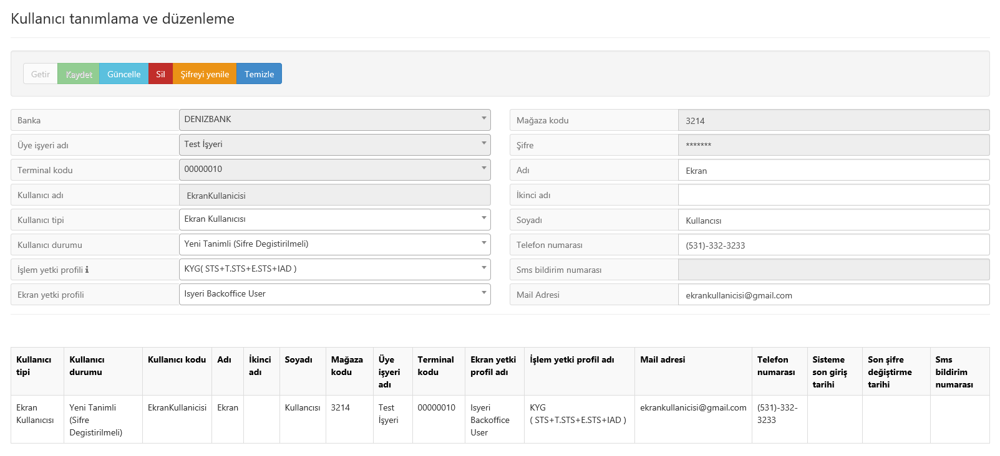 Kullanıcı tanımlama ve düzenleme
Getir Kaydet Güncelle Sil Şifreyi yenile Temizle
Banka DENIZBANK Mağaza kodu 3214
Üye işyeri adı Test İşyeri Şifre *******
Terminal kodu 00000010 Adı Ekran
Kullanıcı adı EkranKullanicisi İkinci adı
Kullanıcı tipi Ekran Kullanıcısı Soyadı Kullancısı
Kullanıcı durumu Yeni Tanimli (Sifre Degistirilmeli) Telefon numarası (531)-332-3233
İşlem yetki profili i KYG( STS+T.STS+E.STS+IAD ) Sms bildirim numarası
Ekran yetki profili Isyeri Backoffice User Mail Adresi ekrankullanicisi@gmail.com
Kullanıcı Kullanıcı Kullanıcı kodu Adı İkinci Soyadı Mağaza Üye Terminal Ekran yetki İşlem yetki profil adı Mail adresi Telefon Sisteme Son şifre Sms
tipi durumu adı kodu işyeri kodu profil adı numarası son giriş değiştirme bildirim
adı tarihi tarihi numarası
Ekran Yeni Tanimli EkranKullanicisi Ekran Kullancısı 3214 Test 00000010 Isyeri KYG ekrankullanicisi@gmail.com (531)-332-
Kullanıcısı (Sifre İşyeri Backoffice ( STS+T.STS+E.STS+IAD ) 3233
Degistirilmeli) User